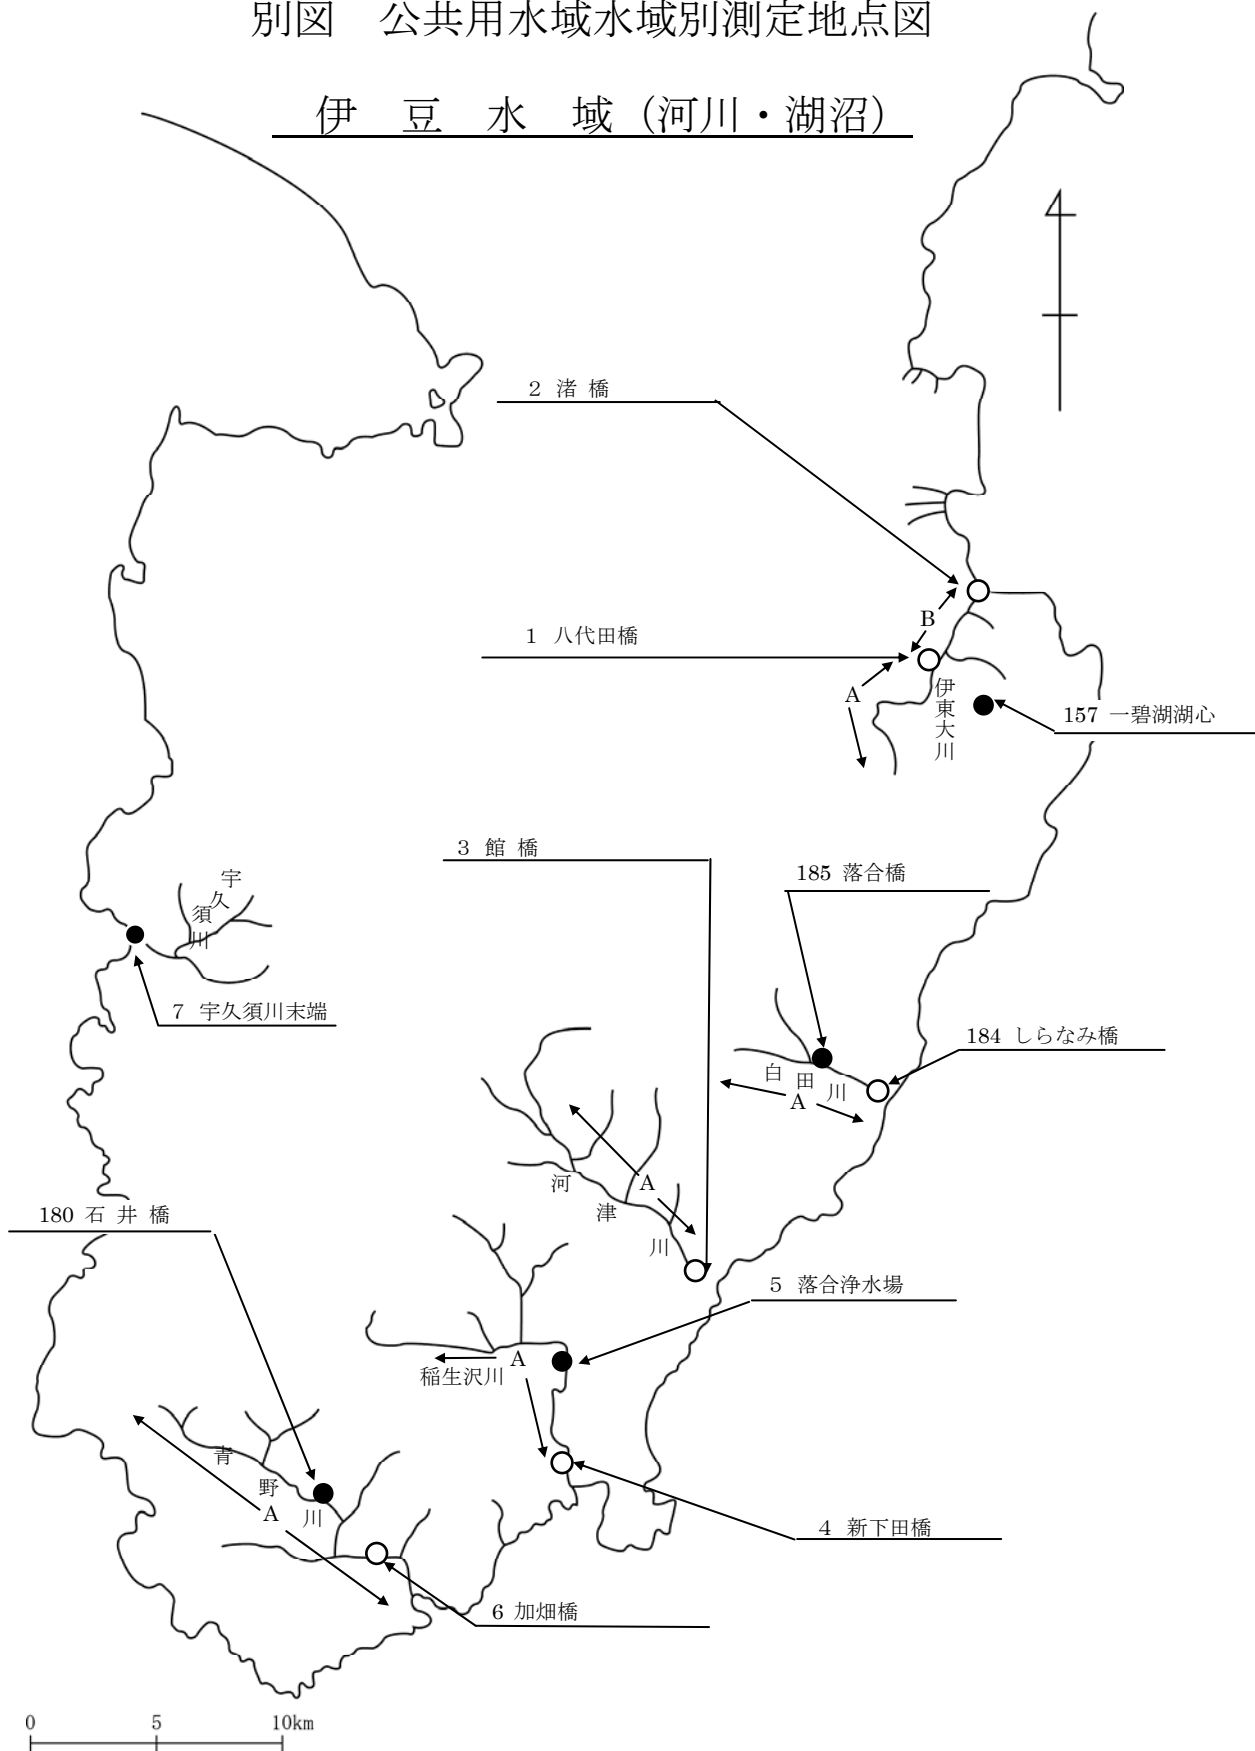 別図 公共用水域水域別測定地点図
伊 豆 水 域 (河川・湖沼)
2 渚 橋
B
1 八代田橋
A
伊東大川
157 一碧湖湖心
3 館 橋
185 落合橋
宇久須川
7 宇久須川末端
184 しらなみ橋
白田川
A
河津川
A
180 石 井 橋
5 落合浄水場
A
稲生沢川
青野川
A
4 新下田橋
6 加畑橋
0 5 10km